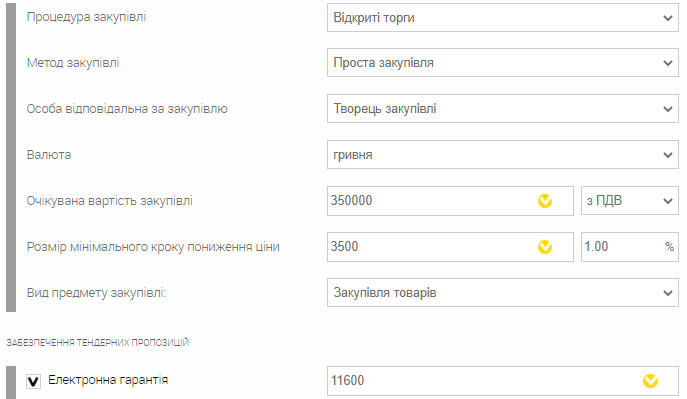 Процедура закупівлі Відкриті торги
Метод закупівлі Проста закупівля
Особа відповідальна за закупівлю Творець закупівлі
Валюта гривня
Очікувана вартість закупівлі 350000 з ПДВ
Розмір мінімального кроку пониження ціни 3500 1.00 %
Вид предмету закупівлі: Закупівля товарів
ЗАБЕЗПЕЧЕННЯ ТЕНДЕРНИХ ПРОПОЗИЦІЙ
Електронна гарантія 11600